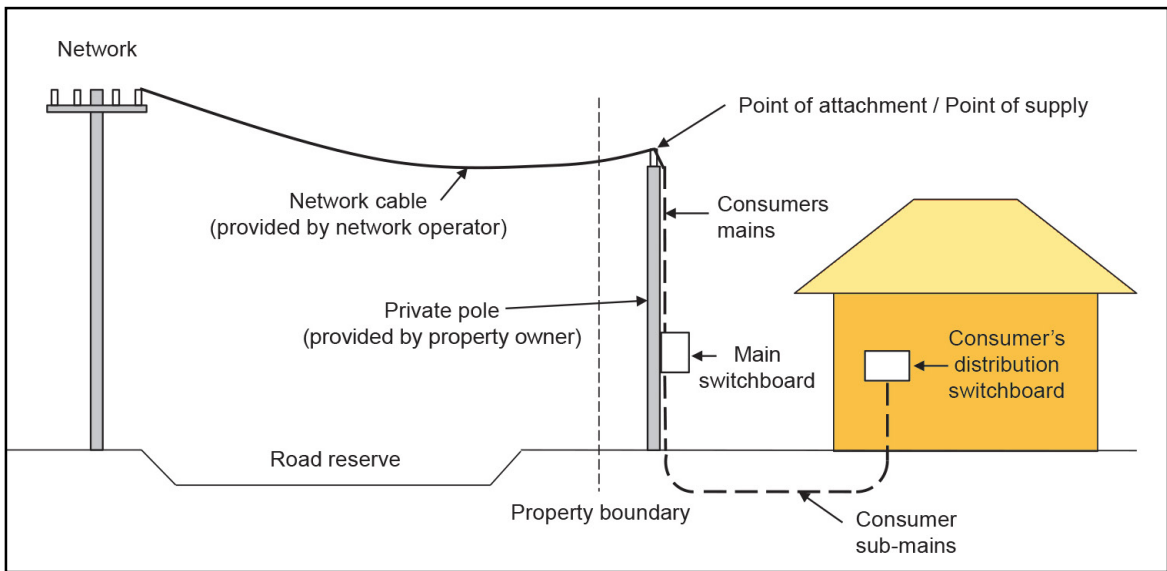 Network
Point of attachment / Point of supply
Network cable
(provided by network operator)
Consumers
mains
Private pole
(provided by property owner)
Main
switchboard
Consumer's
distribution
switchboard
Road reserve
Property boundary
Consumer
sub-mains